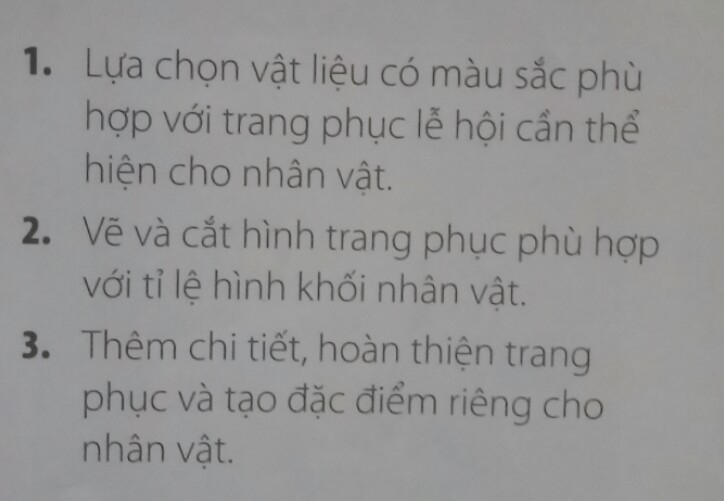 1. Lựa chọn vật liệu có màu sắc phù
hợp với trang phục lễ hội cần thể
hiện cho nhân vật.
2. Vẽ và cắt hình trang phục phù hợp
với tỉ lệ hình khối nhân vật.
3. Thêm chi tiết, hoàn thiện trang
phục và tạo đặc điểm riêng cho
nhân vật.